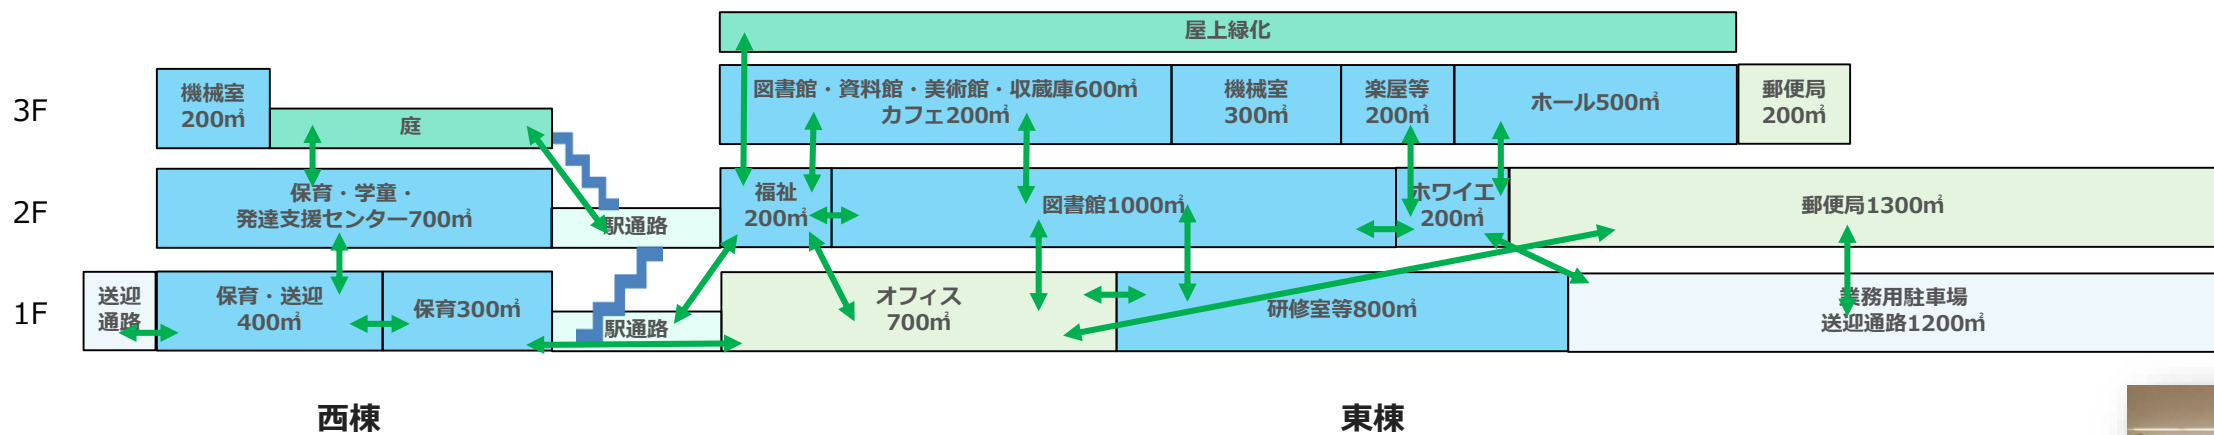 屋上緑化
3F
機械室
200㎡
庭
図書館・資料館・美術館・収蔵庫600㎡
カフェ200㎡
機械室
300㎡
楽屋等
200㎡
ホール500㎡
郵便局
200㎡
2F
保育・学童・
発達支援センター700㎡
駅通路
福祉
200㎡
図書館1000㎡
ホワイエ
200㎡
郵便局1300㎡
1F
送迎
通路
保育・送迎
400㎡
保育300㎡
駅通路
オフィス
700㎡
研修室等800㎡
業務用駐車場
送迎通路1200㎡
西棟
東棟